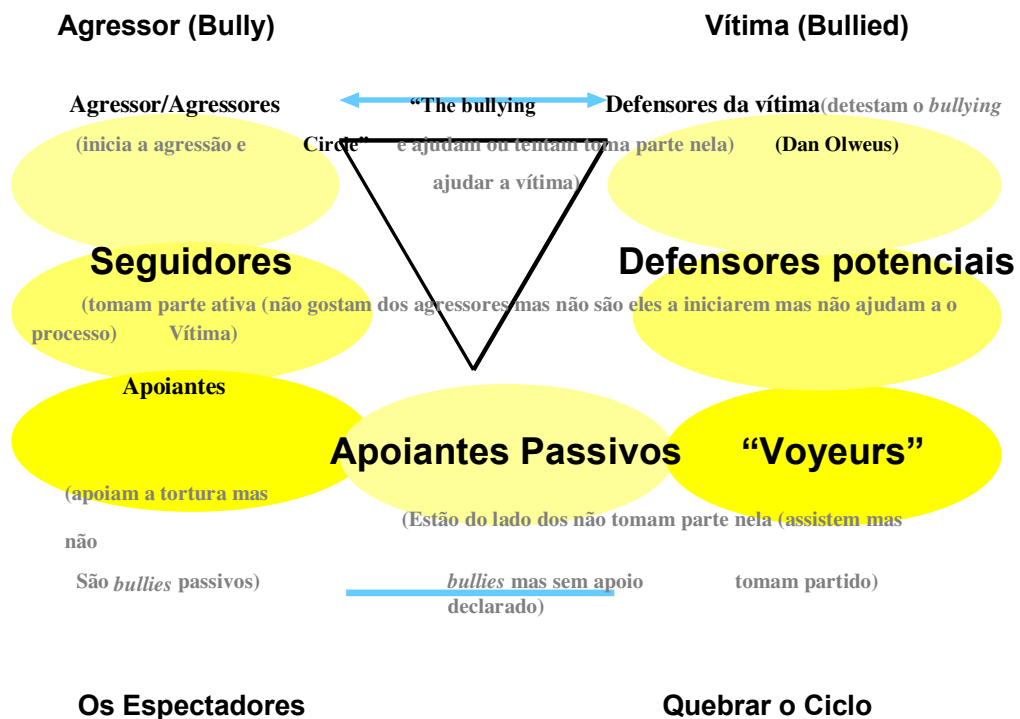 Agressor (Bully) Vítima (Bullied)
Agressor/Agressores “The bullying Defensores da vítima(detestam o bullying
(inicia a agressão e Circle” e ajudam ou tentam toma parte nela) (Dan Olweus)
ajudar a vítima)
Seguidores Defensores potenciais
(tomam parte ativa (não gostam dos agressores mas não são eles a iniciarem mas não ajudam a o
processo) Vítima)
Apoiantes
Apoiantes Passivos “Voyeurs”
(apoiam a tortura mas
(Estão do lado dos não tomam parte nela (assistem mas
não
São bullies passivos) bullies mas sem apoio tomam partido)
declarado)
Os Espectadores Quebrar o Ciclo